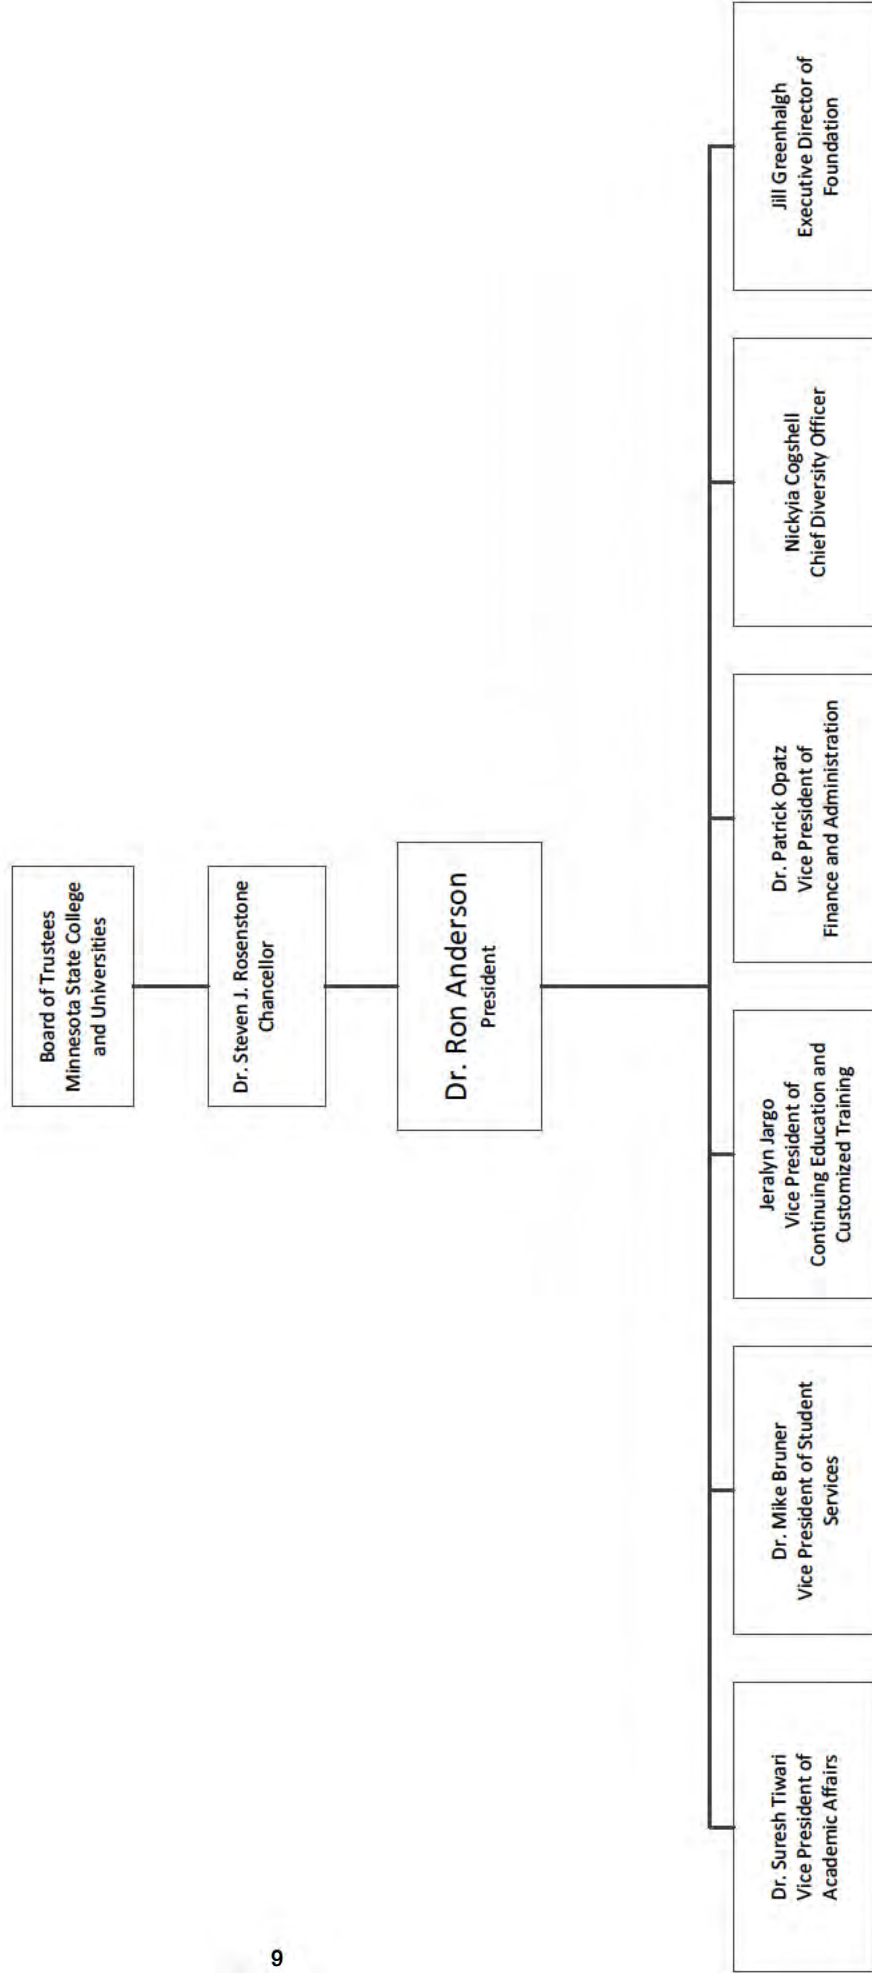 Board of Trustees
Minnesota State College
and Universities
Dr. Steven J. Rosenstone
Chancellor
Dr. Ron Anderson
President
Dr. Suresh Tiwari
Vice President of
Academic Affairs
Dr. Mike Bruner
Vice President of Student
Services
Jeralyn Jargo
Vice President of
Continuing Education and
Customized Training
Dr. Patrick Opatz
Vice President of
Finance and Administration
Nickyia Cogshell
Chief Diversity Officer
Jill Greenhalgh
Executive Director of
Foundation
9